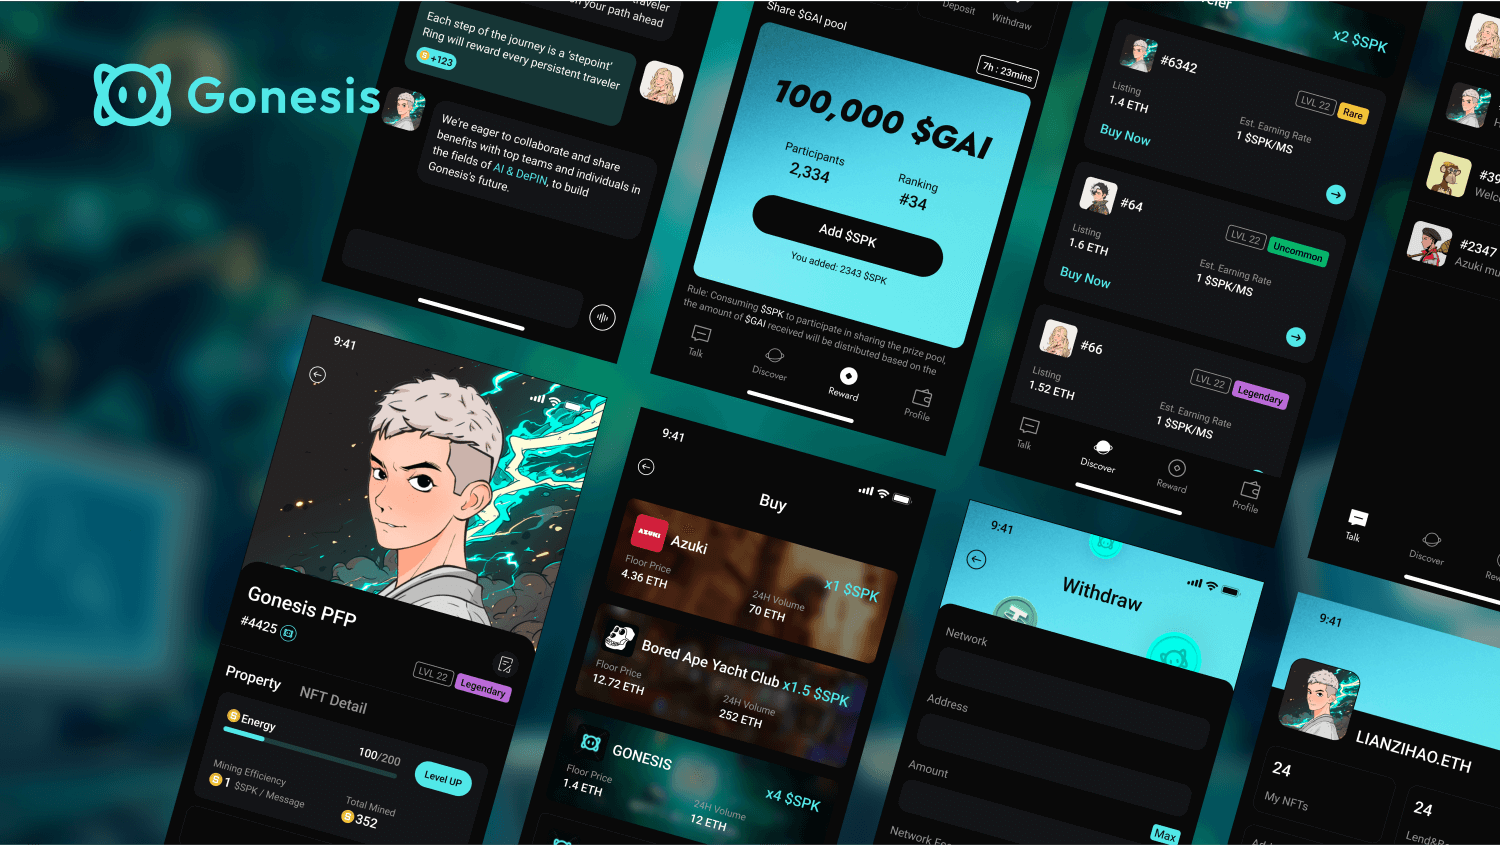 Gonesis
traveler
n your path ahead
Each step of the journey is a 'stepoint'
Ring will reward every persistent traveler
+123
We're eager to collaborate and share
benefits with top teams and individuals in
the fields of AI & DePIN, to build
Gonesis's future.
Deposit
Withdraw
Share $GAI pool
7h : 23mins
100,000 $GAI
Participants
2,334
Ranking
#34
Add $SPK
You added: 2343 $SPK
Rule: Consuming $SPK to participate in sharing the prize pool,
the amount of $GAI received will be distributed based on the
Talk
Discover
Reward
Profile
x2 $SPK
#6342
LVL 22
Rare
Listing
1.4 ETH
Est. Earning Rate
1 $SPK/MS
Buy Now
#64
LVL 22
Uncommon
Listing
1.6 ETH
Est. Earning Rate
1 $SPK/MS
Buy Now
#66
LVL 22
Legendary
Listing
1.52 ETH
Est. Earning Rate
1 $SPK/MS
Talk
Discover
Reward
Profile
#39
Welco
#2347
Azuki mu
Talk
Discover
Rew
9:41
Gonesis PFP
#4425
LVL 22
Legendary
Property
NFT Detail
Energy
100/200
Level UP
Mining Efficiency
1 $SPK / Message
Total Mined
352
9:41
Buy
AZUKI
Azuki
x1 $SPK
Floor Price
4.36 ETH
24H Volume
70 ETH
Bored Ape Yacht Club
x1.5 $SPK
Floor Price
12.72 ETH
24H Volume
252 ETH
GONESIS
x4 $SPK
Floor Price
1.4 ETH
24H Volume
12 ETH
9:41
Withdraw
Network
Address
Amount
Max
9:41
LIANZIHAO.ETH
24
My NFTs
24